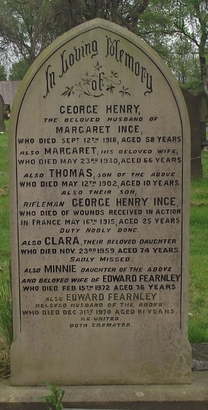 In Loving Memory
of
GEORGE HENRY,
THE BELOVED HUSBAND OF
MARGARET INCE,
WHO DIED SEPT 12TH 1918, AGED 58 YEARS
ALSO MARGARET, HIS BELOVED WIFE,
WHO DIED MAY 23RD 1930, AGED 66 YEARS
ALSO THOMAS, SON OF THE ABOVE
WHO DIED MAY 12TH 1902, AGED 10 YEARS
ALSO THEIR SON,
RIFLEMAN GEORGE HENRY INCE,
WHO DIED OF WOUNDS RECEIVED IN ACTION
IN FRANCE MAY 16TH 1915, AGED 25 YEARS
DUTY NOBLY DONE.
ALSO CLARA, THEIR BELOVED DAUGHTER
WHO DIED NOV. 23RD 1959, AGED 74 YEARS
SADLY MISSED.
ALSO MINNIE DAUGHTER OF THE ABOVE
AND BELOVED WIFE OF EDWARD FEARNLEY
WHO DIED FEB 15TH 1972 AGED 76 YEARS
ALSO EDWARD FEARNLEY
BELOVED HUSBAND OF THE ABOVE
WHO DIED DEC 31ST 1978 AGED 81 YEARS
RE-UNITED
BOTH CREMATED